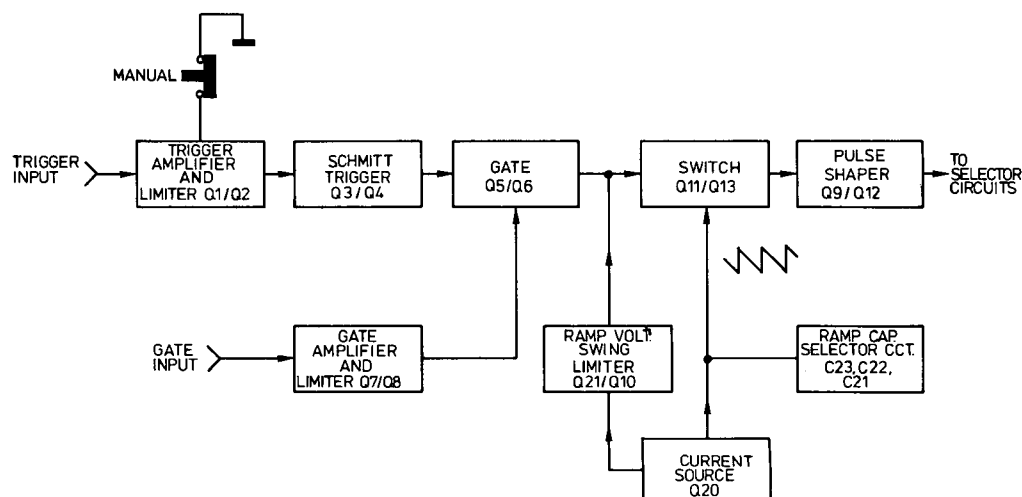 MANUAL
TRIGGER
INPUT
TRIGGER
AMPLIFIER
AND
LIMITER Q1/Q2
SCHMITT
TRIGGER
Q3/Q4
GATE
Q5/Q6
SWITCH
Q11/Q13
PULSE
SHAPER
Q9/Q12
TO
SELECTOR
CIRCUITS
GATE
INPUT
GATE
AMPLIFIER
AND
LIMITER Q7/Q8
RAMP VOLT.
SWING
LIMITER
Q21/Q10
RAMP CAP.
SELECTOR CCT.
C23, C22,
C21
CURRENT
SOURCE
Q20